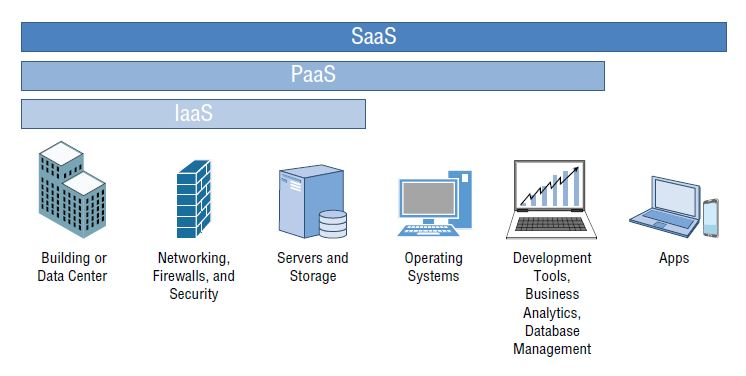 SaaS
PaaS
IaaS
Building or
Data Center
Networking,
Firewalls, and
Security
Servers and
Storage
Operating
Systems
Development
Tools,
Business
Analytics,
Database
Management
Apps